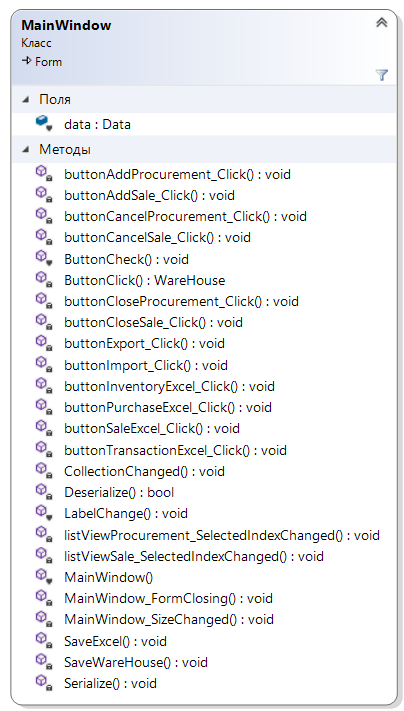 MainWindow
Класс
Form
Поля
data : Data
Методы
buttonAddProcurement_Click() : void
buttonAddSale_Click() : void
buttonCancelProcurement_Click() : void
buttonCancelSale_Click() : void
ButtonCheck() : void
ButtonClick() : WareHouse
buttonCloseProcurement_Click() : void
buttonCloseSale_Click() : void
buttonExport_Click() : void
buttonImport_Click() : void
buttonInventoryExcel_Click() : void
buttonPurchaseExcel_Click() : void
buttonSaleExcel_Click() : void
buttonTransactionExcel_Click() : void
CollectionChanged() : void
Deserialize() : bool
LabelChange() : void
listViewProcurement_SelectedIndexChanged() : void
listViewSale_SelectedIndexChanged() : void
MainWindow()
MainWindow_FormClosing() : void
MainWindow_SizeChanged() : void
SaveExcel() : void
SaveWareHouse() : void
Serialize() : void